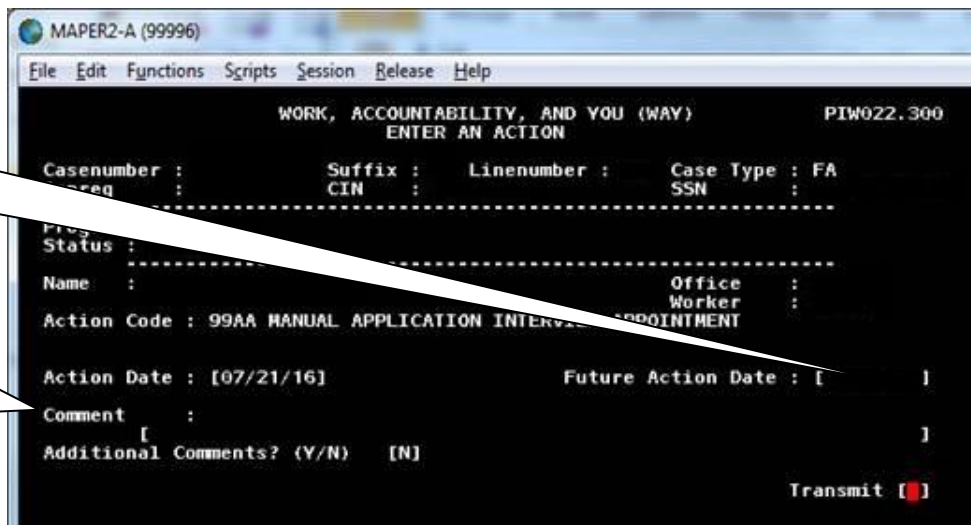 MAPER2-A (99996)
File Edit Functions Scripts Session Release Help
WORK, ACCOUNTABILITY, AND YOU (WAY) PIW022.300
ENTER AN ACTION
Casenumber : Suffix : Linenumber : Case Type : FA
: CIN : SSN :
Status :
Name : Office :
Worker :
Action Code : 99AA MANUAL APPLICATION INTERVIEW APPOINTMENT
Action Date : [07/21/16] Future Action Date : [ ]
Comment :
[ ]
Additional Comments? (Y/N) [N]
Transmit [ ]